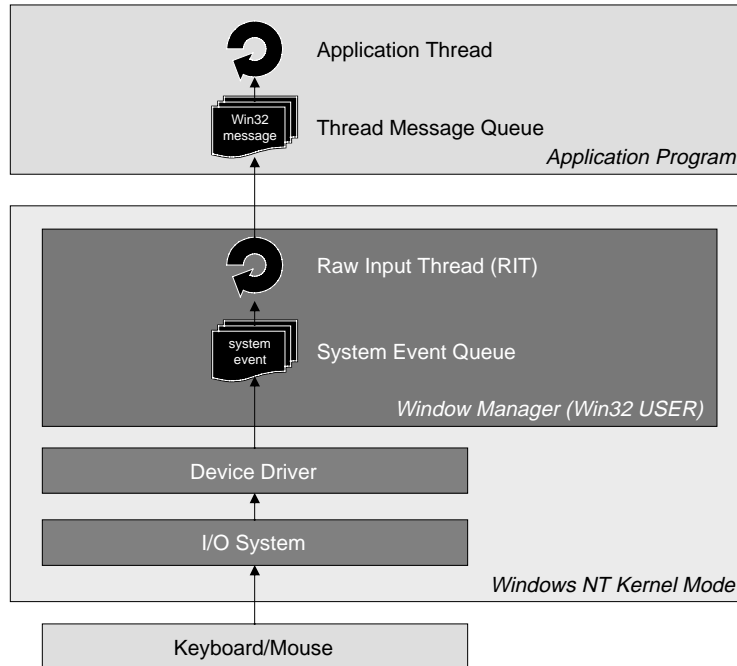 Application Thread
Win32
message
Thread Message Queue
Application Program
Raw Input Thread (RIT)
system
event
System Event Queue
Window Manager (Win32 USER)
Device Driver
I/O System
Windows NT Kernel Mode
Keyboard/Mouse